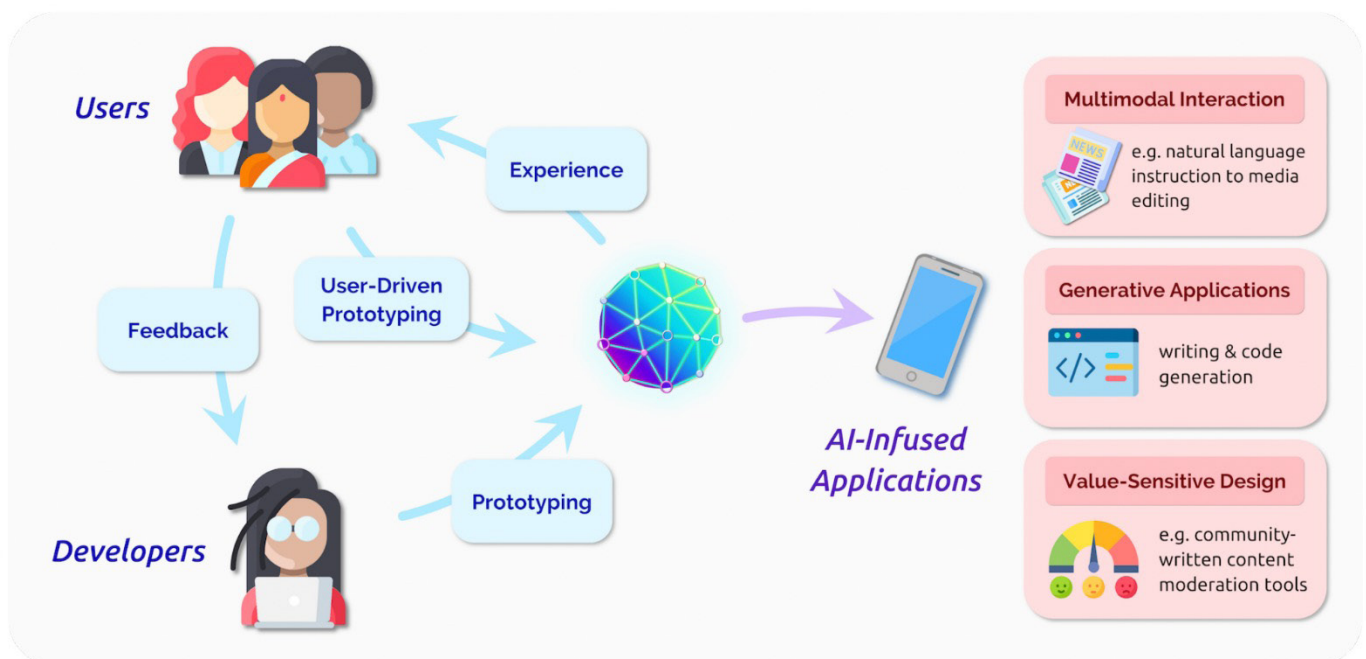 Users
Experience
User-Driven
Prototyping
Feedback
Developers
Prototyping
AI-Infused
Applications
Multimodal Interaction
NEWS
e.g. natural language
instruction to media
editing
Generative Applications
</>
writing & code
generation
Value-Sensitive Design
e.g. community-
written content
moderation tools